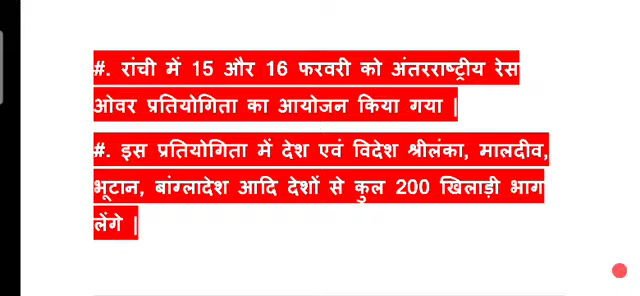 #. रांची में 15 और 16 फरवरी को अंतरराष्ट्रीय रेस
ओवर प्रतियोगिता का आयोजन किया गया |
#. इस प्रतियोगिता में देश एवं विदेश श्रीलंका, मालदीव,
भूटान, बांग्लादेश आदि देशों से कुल 200 खिलाड़ी भाग
लेंगे |